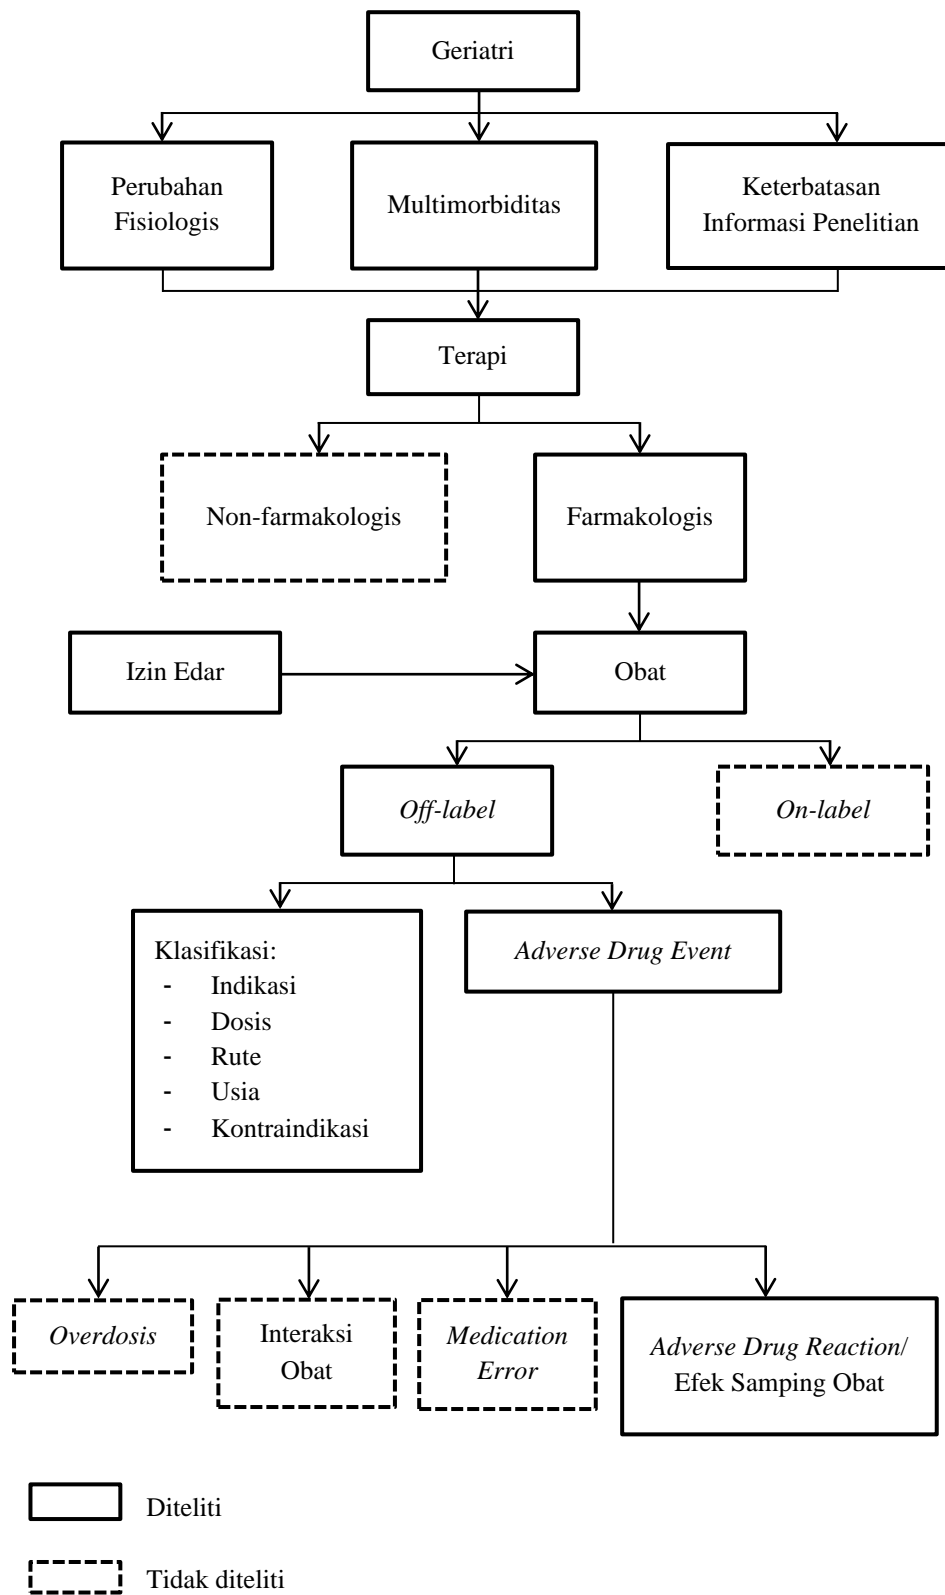 Geriatri
Perubahan
Fisiologis
Multimorbiditas
Keterbatasan
Informasi Penelitian
Terapi
Non-farmakologis
Farmakologis
Izin Edar
Obat
Off-label
On-label
Klasifikasi:
- Indikasi
- Dosis
- Rute
- Usia
- Kontraindikasi
Adverse Drug Event
Overdosis
Interaksi
Obat
Medication
Error
Adverse Drug Reaction/
Efek Samping Obat
Diteliti
Tidak diteliti